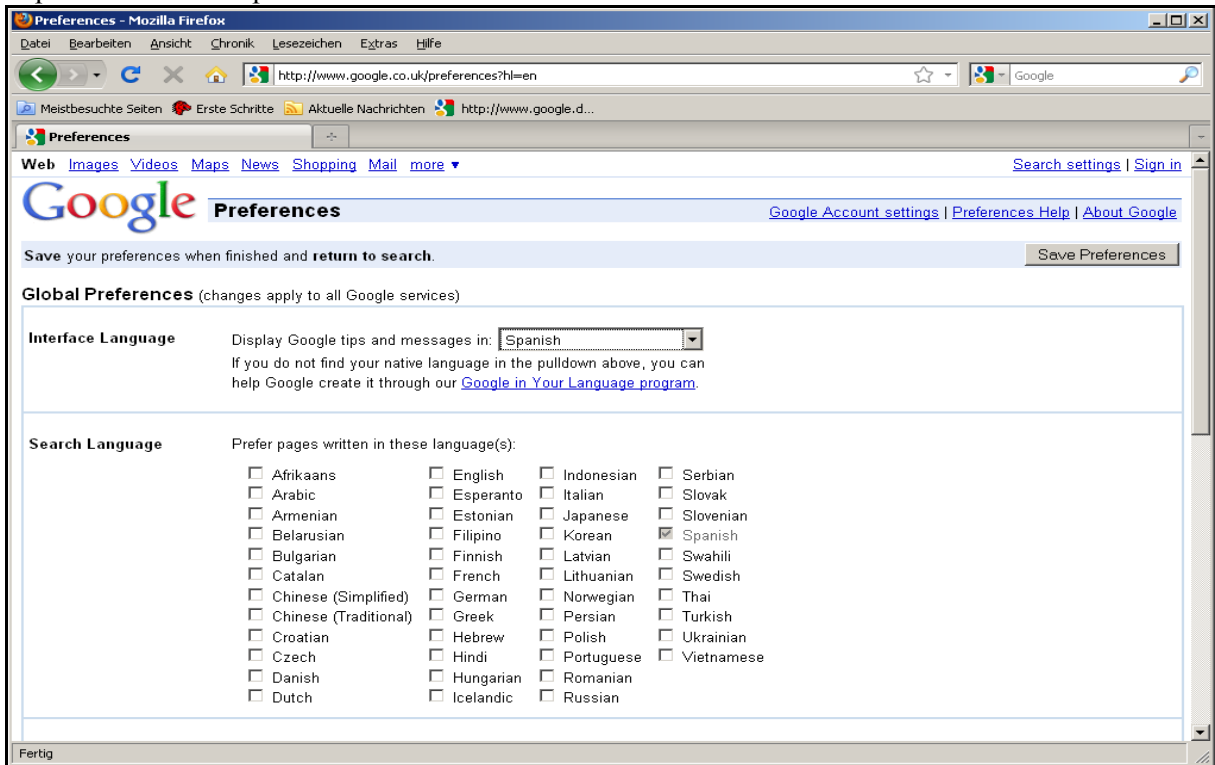 Preferences - Mozilla Firefox
Datei Bearbeiten Ansicht Chronik Lesezeichen Extras Hilfe
http://www.google.co.uk/preferences?hl=en Google
Meistbesuchte Seiten Erste Schritte Aktuelle Nachrichten http://www.google.d...
Preferences
Web Images Videos Maps News Shopping Mail more ▼ Search settings | Sign in
Google Preferences Google Account settings | Preferences Help | About Google
Save your preferences when finished and return to search. Save Preferences
Global Preferences (changes apply to all Google services)
Interface Language Display Google tips and messages in: Spanish
If you do not find your native language in the pulldown above, you can
help Google create it through our Google in Your Language program.
Search Language Prefer pages written in these language(s):
Afrikaans English Indonesian Serbian
Arabic Esperanto Italian Slovak
Armenian Estonian Japanese Slovenian
Belarusian Filipino Korean Spanish
Bulgarian Finnish Latvian Swahili
Catalan French Lithuanian Swedish
Chinese (Simplified) German Norwegian Thai
Chinese (Traditional) Greek Persian Turkish
Croatian Hebrew Polish Ukrainian
Czech Hindi Portuguese Vietnamese
Danish Hungarian Romanian
Dutch Icelandic Russian
Fertig